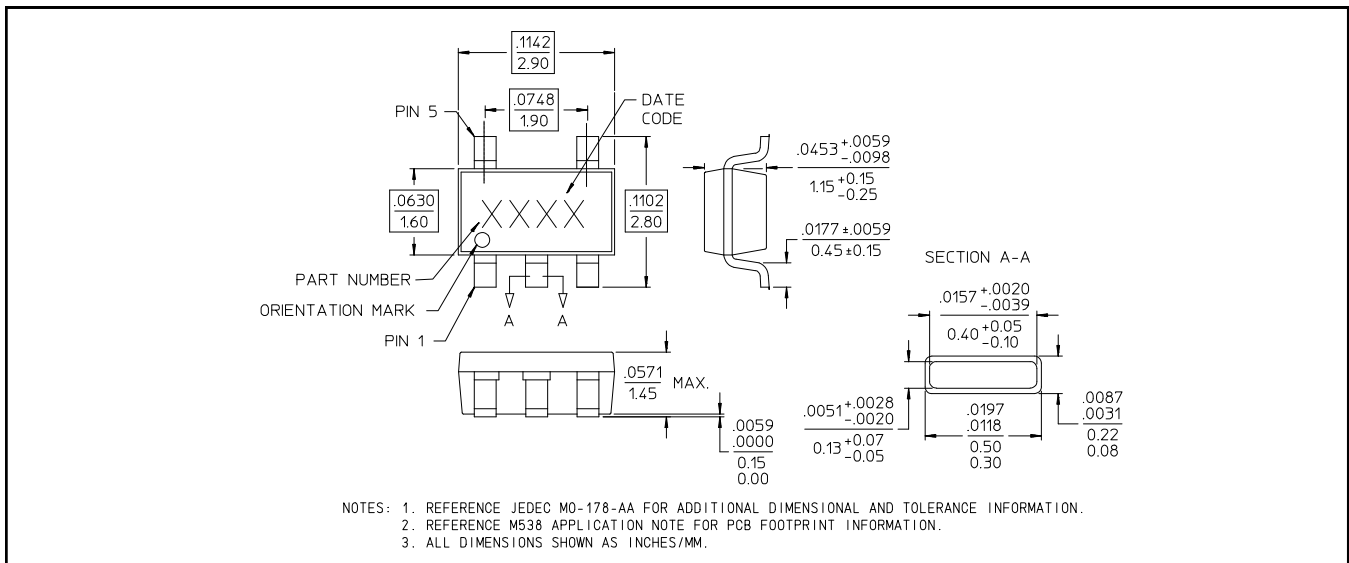 .1142
2.90
.0748
1.90
PIN 5
DATE
CODE
.0630
1.60
XXXX
.1102
2.80
PART NUMBER
ORIENTATION MARK
PIN 1
A
A
.0453 +.0059
-.0098
1.15 +0.15
-0.25
.0177 ±.0059
0.45 ±0.15
SECTION A-A
.0157 +.0020
-.0039
0.40 +0.05
-0.10
.0571
1.45
MAX.
.0059
.0000
0.15
0.00
.0051 +.0028
-.0020
0.13 +0.07
-0.05
.0197
.0118
0.50
0.30
.0087
.0031
0.22
0.08
NOTES: 1. REFERENCE JEDEC MO-178-AA FOR ADDITIONAL DIMENSIONAL AND TOLERANCE INFORMATION.
2. REFERENCE M538 APPLICATION NOTE FOR PCB FOOTPRINT INFORMATION.
3. ALL DIMENSIONS SHOWN AS INCHES/MM.